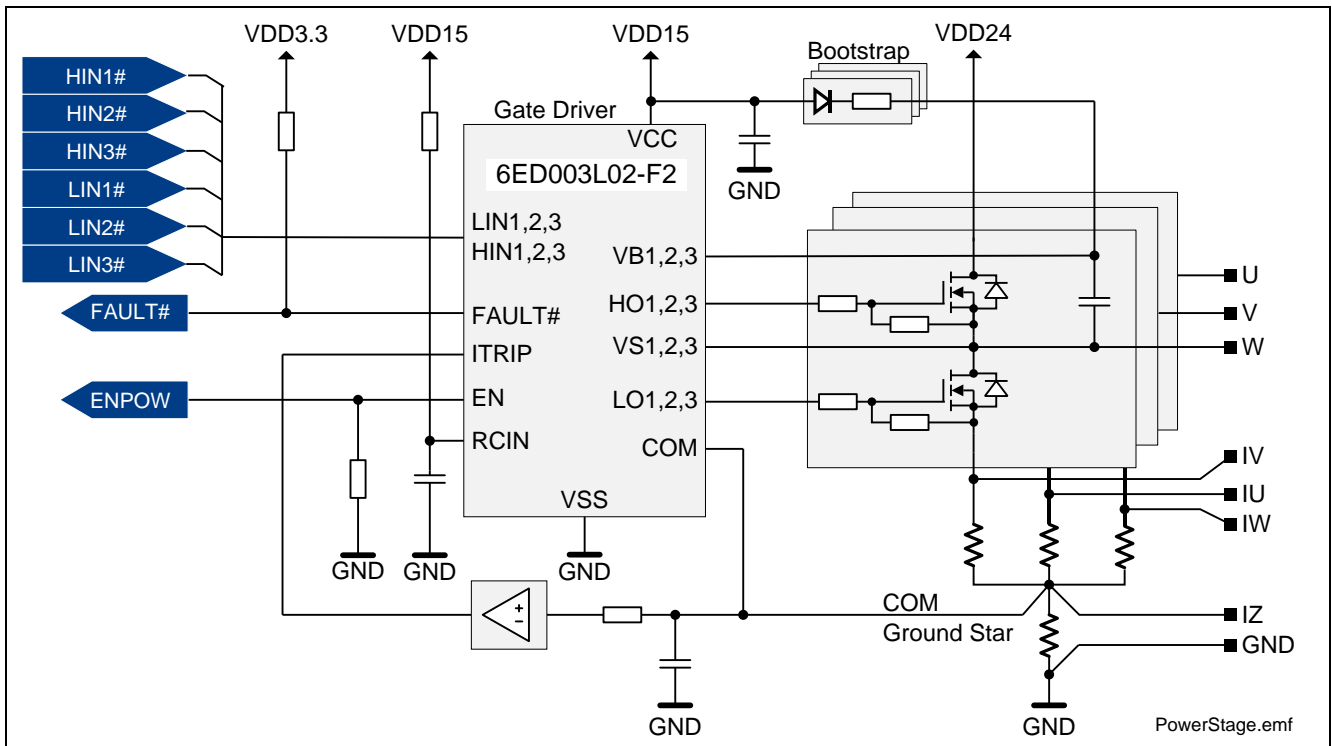 VDD3.3
VDD15
VDD15
VDD24
Bootstrap
HIN1#
HIN2#
HIN3#
LIN1#
LIN2#
LIN3#
FAULT#
ENPOW
Gate Driver
VCC
6ED003L02-F2
GND
LIN1,2,3
HIN1,2,3
VB1,2,3
HO1,2,3
FAULT#
VS1,2,3
ITRIP
EN
LO1,2,3
RCIN
COM
VSS
U
V
W
IV
IU
IW
GND
GND
GND
COM
Ground Star
IZ
GND
GND
GND
PowerStage.emf